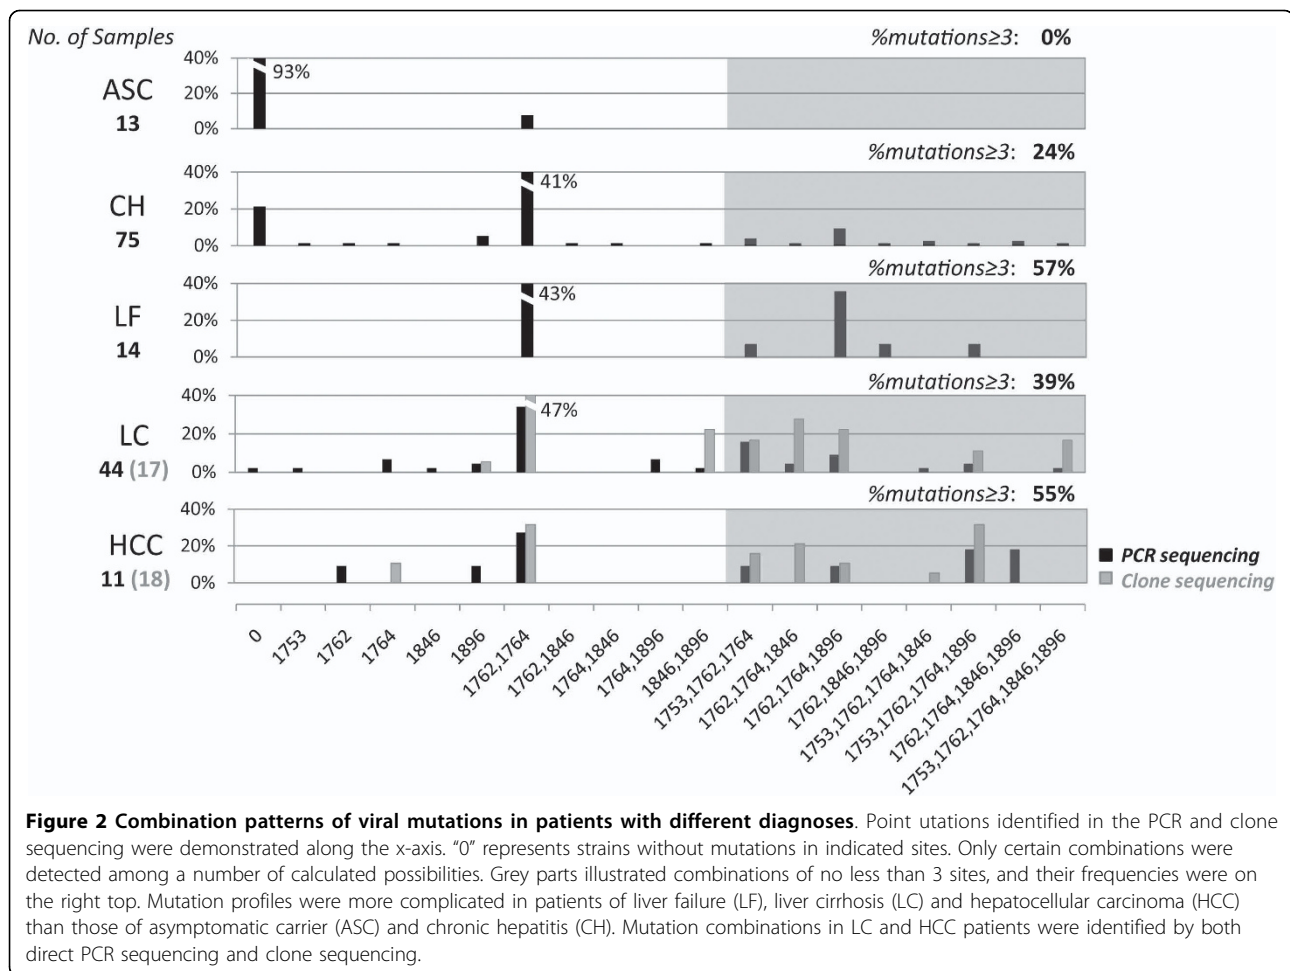 No. of Samples
%mutations≥3: 0%
ASC
13
40%
20%
0%
93%
%mutations≥3: 24%
CH
75
40%
20%
0%
41%
%mutations≥3: 57%
LF
14
40%
20%
0%
43%
%mutations≥3: 39%
LC
44 (17)
40%
20%
0%
47%
%mutations≥3: 55%
HCC
11 (18)
40%
20%
0%
PCR sequencing
Clone sequencing
0
1753
1762
1764
1846
1896
1762,1764
1762,1846
1764,1846
1764,1896
1846,1896
1753,1762,1764
1762,1764,1846
1762,1764,1896
1762,1846,1896
1753,1762,1764,1846
1753,1762,1764,1896
1762,1764,1846,1896
1753,1762,1764,1846,1896
Figure 2 Combination patterns of viral mutations in patients with different diagnoses. Point utations identified in the PCR and clone
sequencing were demonstrated along the x-axis. “0” represents strains without mutations in indicated sites. Only certain combinations were
detected among a number of calculated possibilities. Grey parts illustrated combinations of no less than 3 sites, and their frequencies were on
the right top. Mutation profiles were more complicated in patients of liver failure (LF), liver cirrhosis (LC) and hepatocellular carcinoma (HCC)
than those of asymptomatic carrier (ASC) and chronic hepatitis (CH). Mutation combinations in LC and HCC patients were identified by both
direct PCR sequencing and clone sequencing.